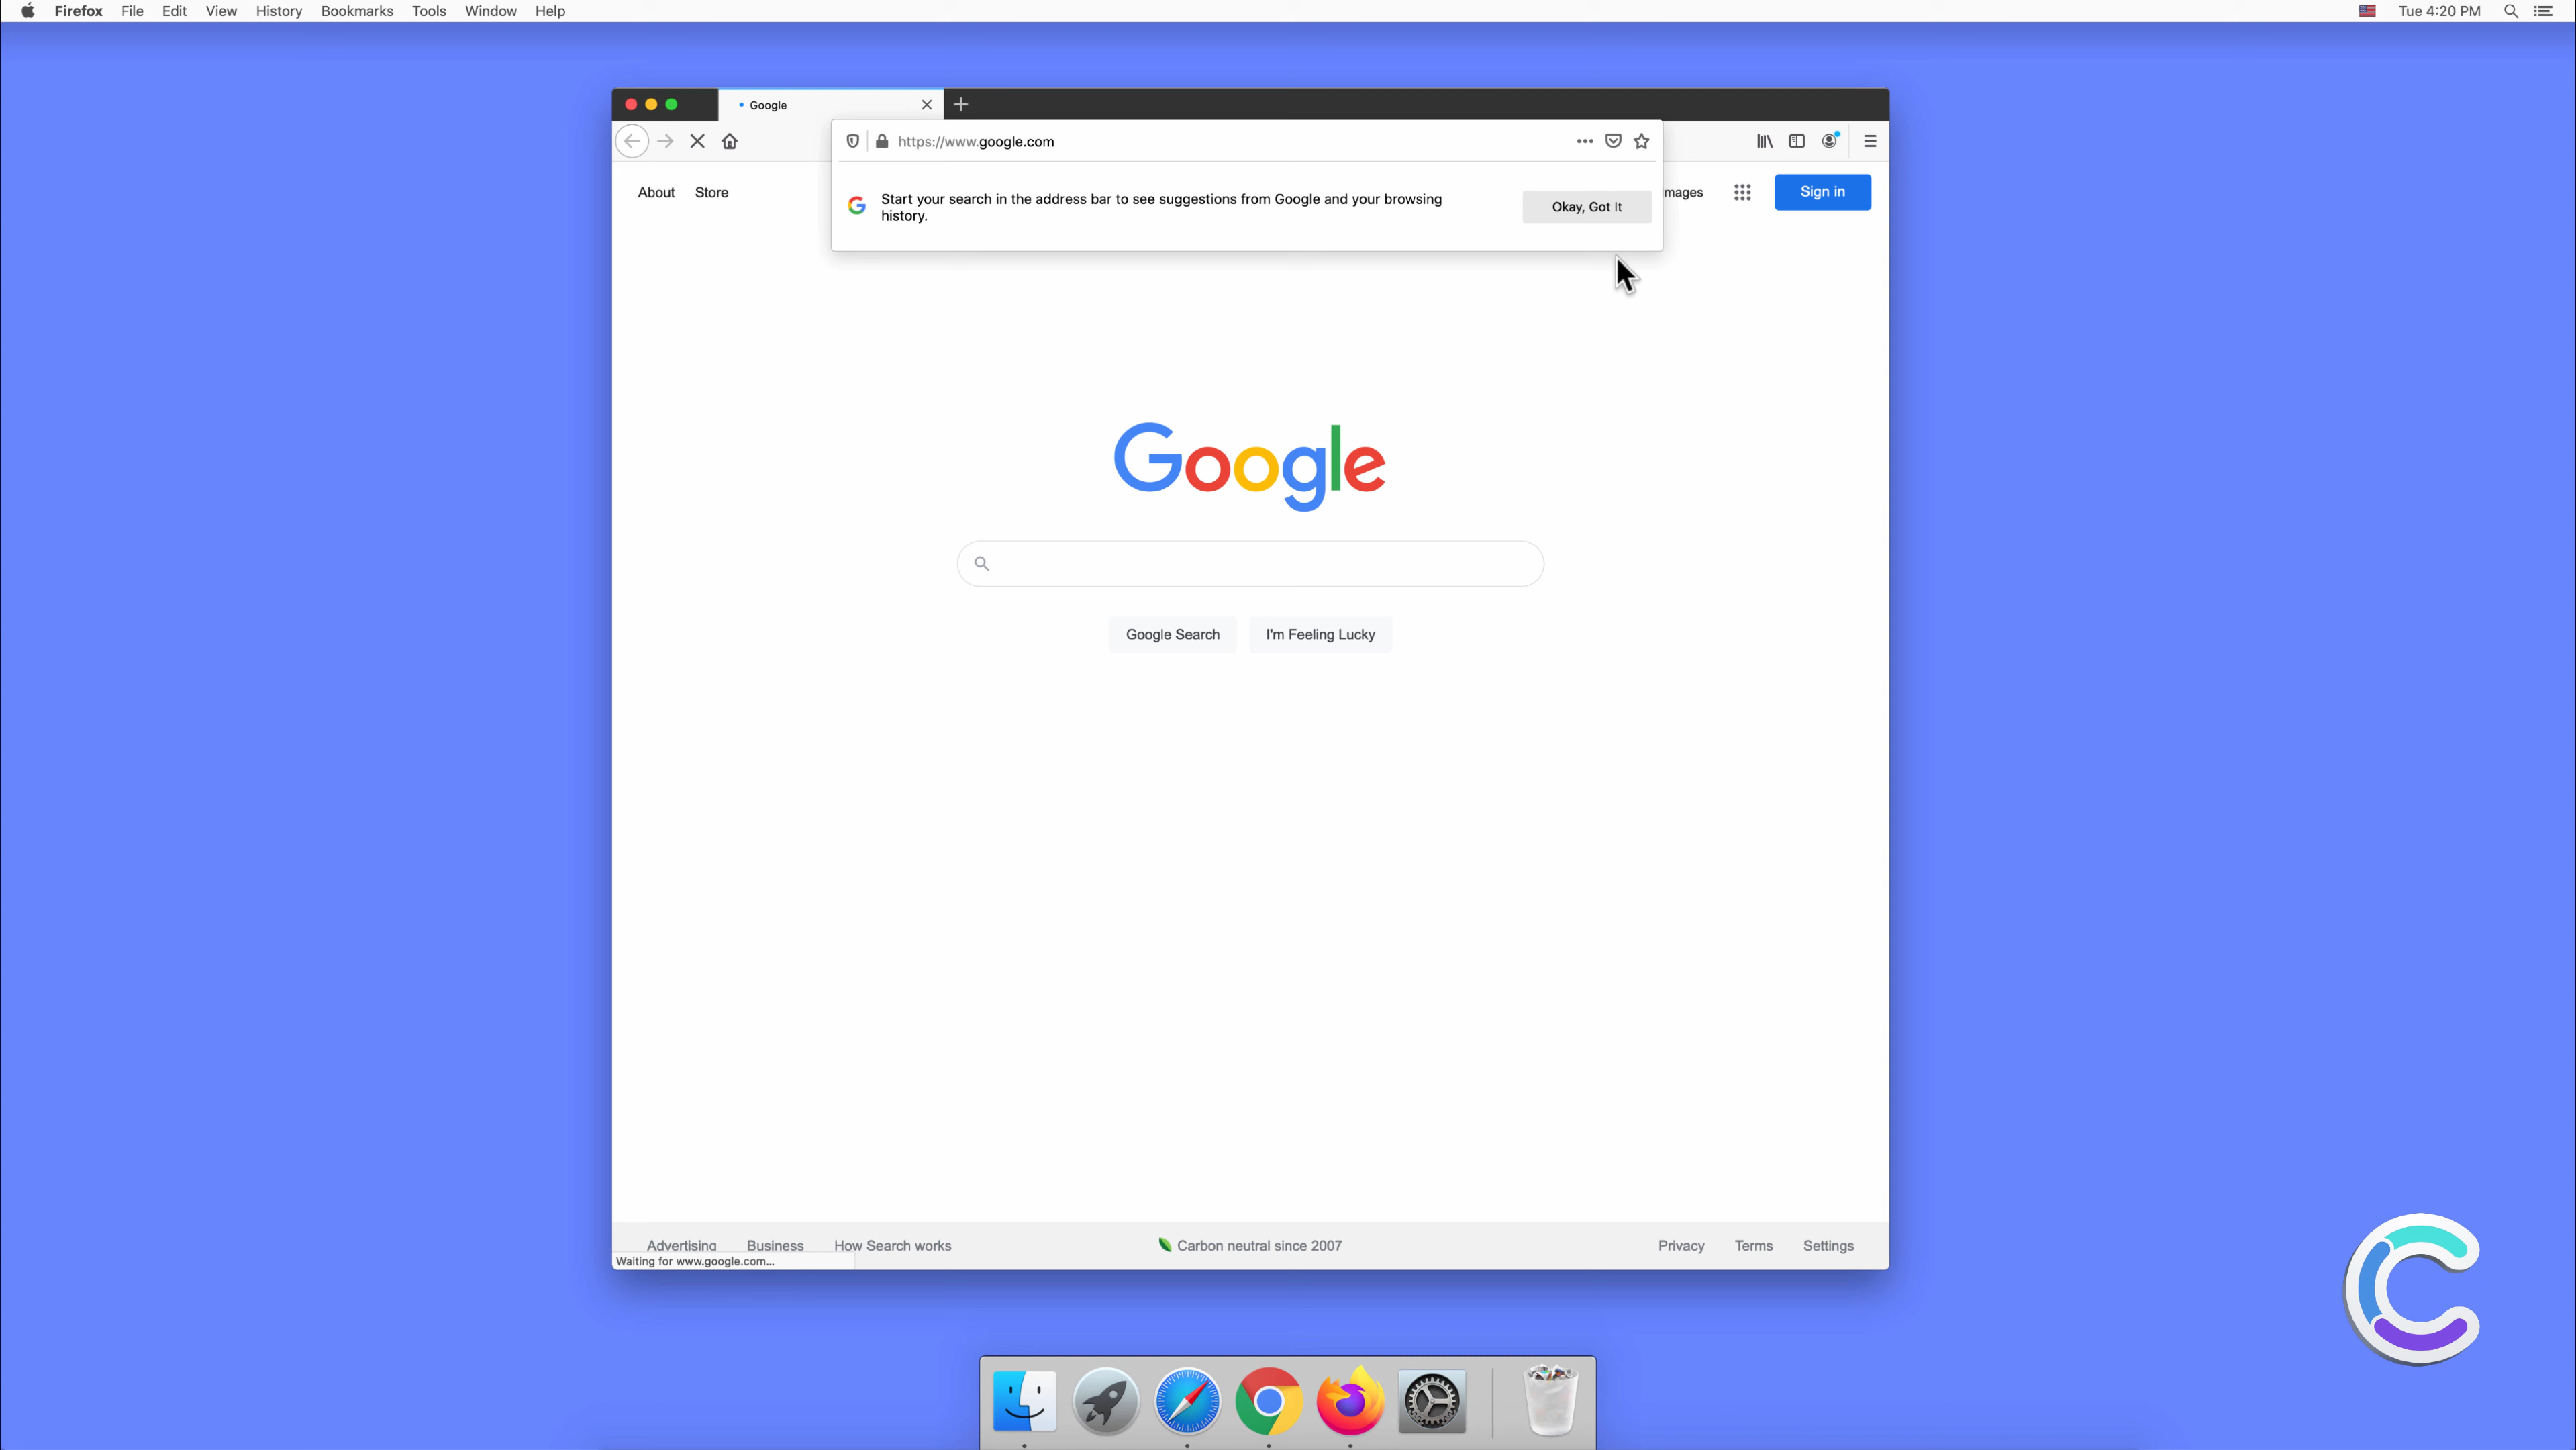 Firefox File Edit View History Bookmarks Tools Window Help Tue 4:20 PM
Google
https://www.google.com
About Store mages Sign in
Start your search in the address bar to see suggestions from Google and your browsing
history.
Okay, Got It
Google
Google Search I'm Feeling Lucky
Advertising Business How Search works Carbon neutral since 2007 Privacy Terms Settings
Waiting for www.google.com...